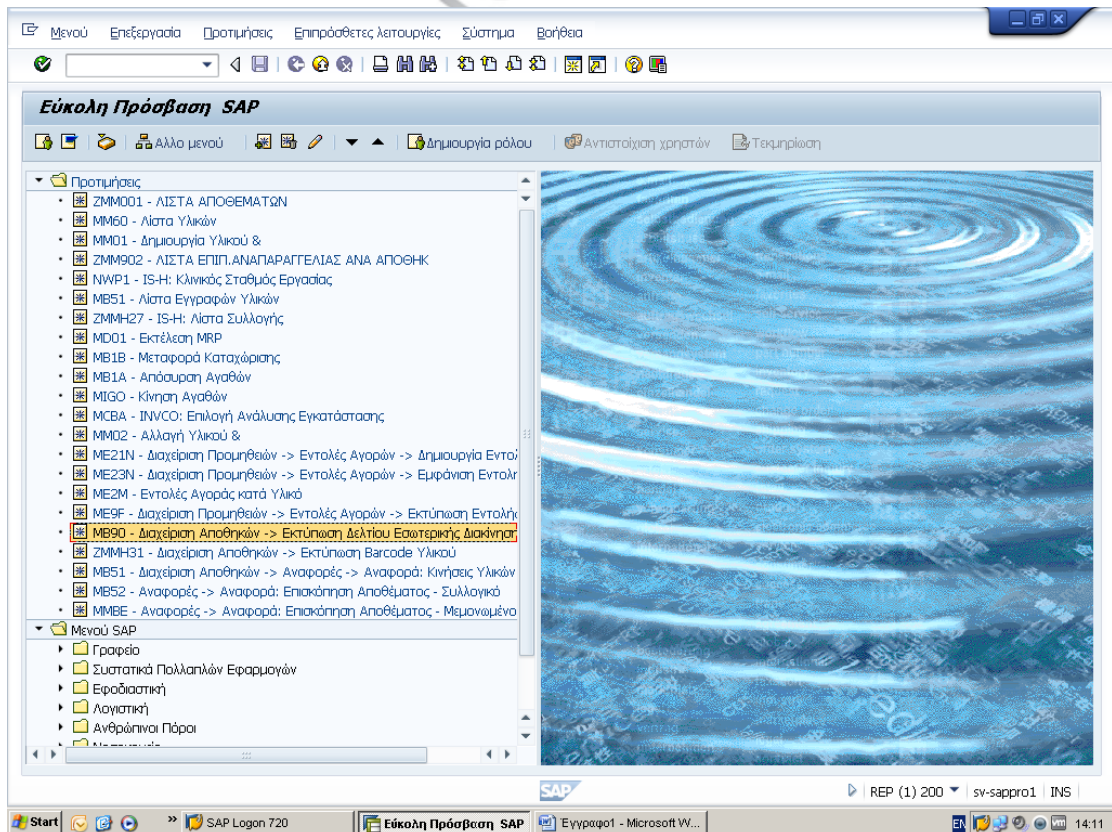 Μενού Επεξεργασία Προτιμήσεις Επιπρόσθετες λειτουργίες Σύστημα Βοήθεια
Εύκολη Πρόσβαση SAP
Αλλο μενού Δημιουργία ρόλου Αντιστοίχιση χρηστών Τεκμηρίωση
Προτιμήσεις
ZMM001 - ΛΙΣΤΑ ΑΠΟΘΕΜΑΤΩΝ
MM60 - Λίστα Υλικών
MM01 - Δημιουργία Υλικού &
ZMM902 - ΛΙΣΤΑ ΕΠΙΠ.ΑΝΑΠΑΡΑΓΓΕΛΙΑΣ ΑΝΑ ΑΠΟΘΗΚ
NWP1 - IS-H: Κλινικός Σταθμός Εργασίας
MB51 - Λίστα Εγγραφών Υλικών
ZMMH27 - IS-H: Λίστα Συλλογής
MD01 - Εκτέλεση MRP
MB1B - Μεταφορά Καταχώρισης
MB1A - Απόσυρση Αγαθών
MIGO - Κίνηση Αγαθών
MCBA - INVCO: Επιλογή Ανάλυσης Εγκατάστασης
MM02 - Αλλαγή Υλικού &
ME21N - Διαχείριση Προμηθειών -> Εντολές Αγορών -> Δημιουργία Εντολ
ME23N - Διαχείριση Προμηθειών -> Εντολές Αγορών -> Εμφάνιση Εντολη
ME2M - Εντολές Αγοράς κατά Υλικό
ME9F - Διαχείριση Προμηθειών -> Εντολές Αγορών -> Εκτύπωση Εντολής
MB90 - Διαχείριση Αποθηκών -> Εκτύπωση Δελτίου Εσωτερικής Διακίνηση
ZMMH31 - Διαχείριση Αποθηκών -> Εκτύπωση Barcode Υλικού
MB51 - Διαχείριση Αποθηκών -> Αναφορές -> Αναφορά: Κινήσεις Υλικών
MB52 - Αναφορές -> Αναφορά: Επισκόπηση Αποθέματος - Συλλογικό
MMBE - Αναφορές -> Αναφορά: Επισκόπηση Αποθέματος - Μεμονωμένο
Μενού SAP
Γραφείο
Συστατικά Πολλαπλών Εφαρμογών
Εφοδιαστική
Λογιστική
Ανθρώπινοι Πόροι
SAP REP (1) 200 sv-sappro1 INS
Start SAP Logon 720 Εύκολη Πρόσβαση SAP Έγγραφο1 - Microsoft W... EN 14:11